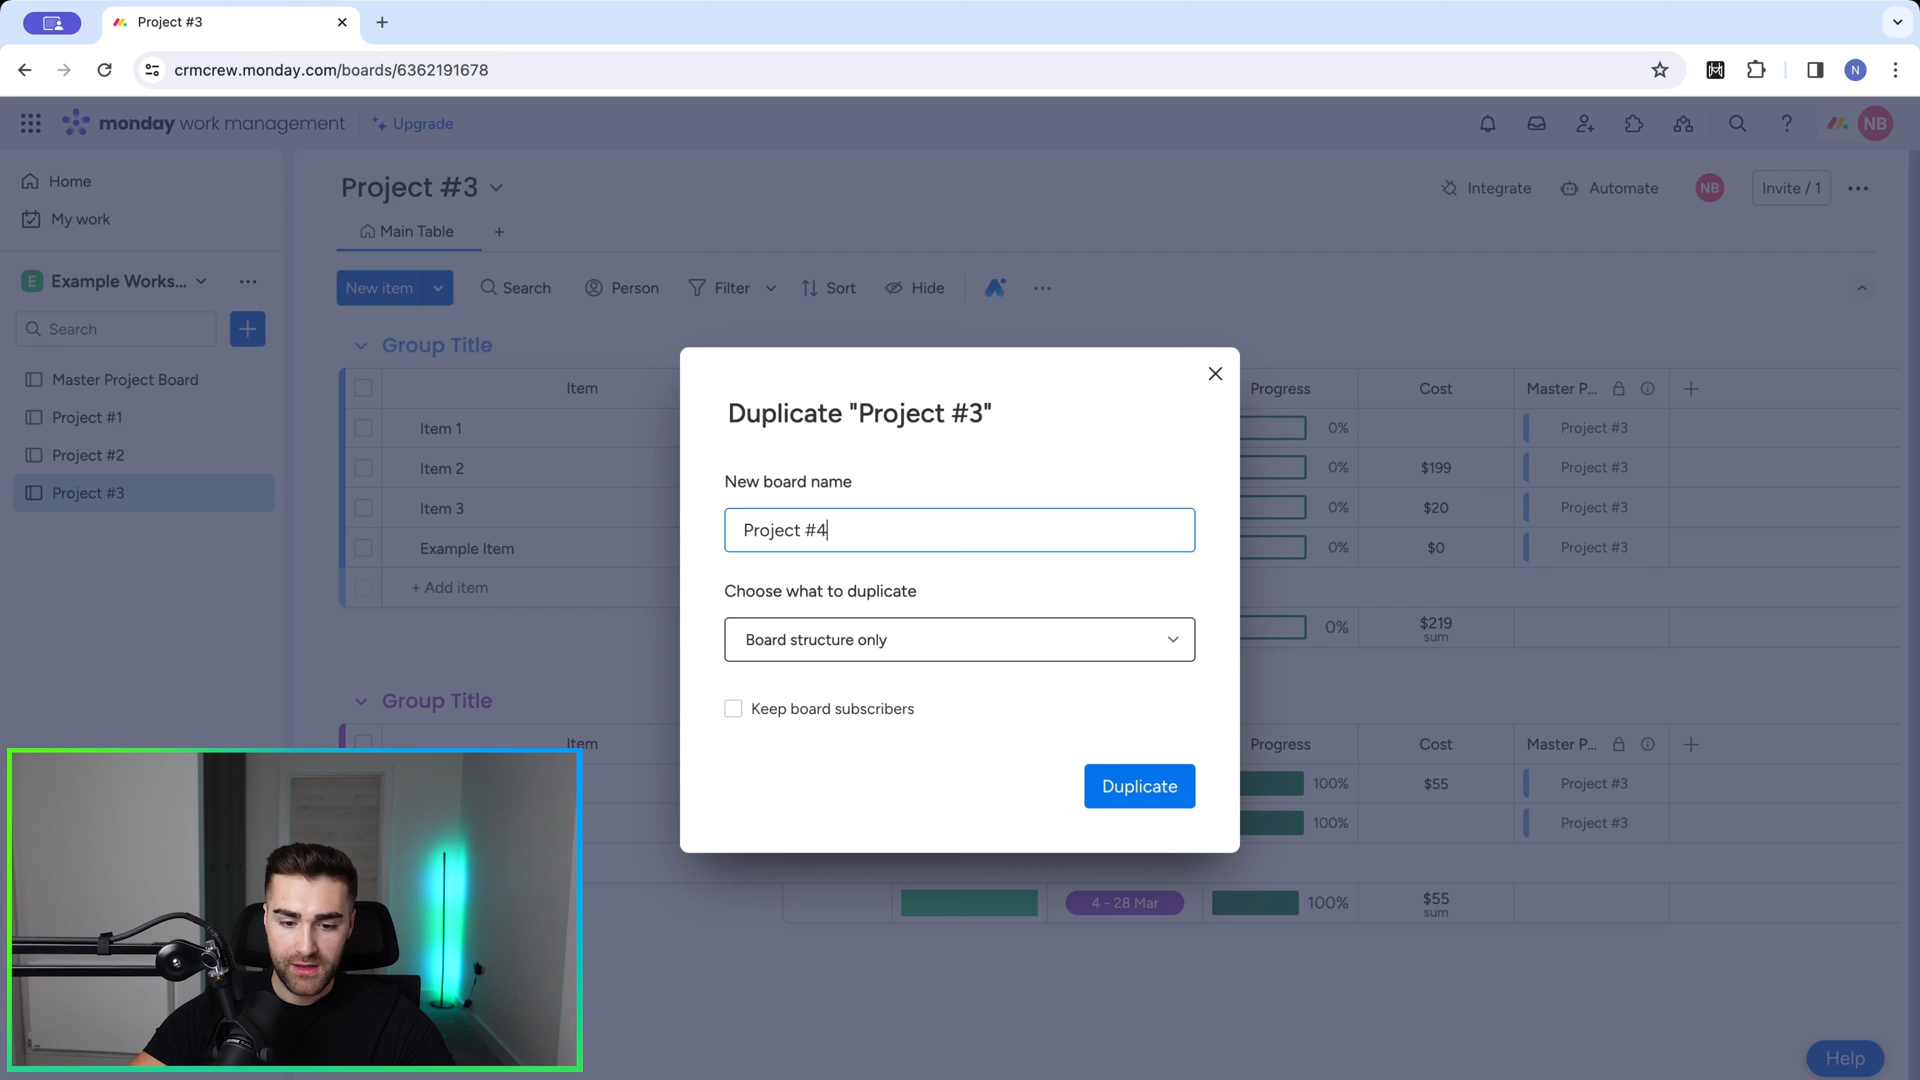 Project #3
crmcrew.monday.com/boards/6362191678
N
monday work management
Upgrade
NB
Home
My work
E Example Works...
Search
Master Project Board
Project #1
Project #2
Project #3
Project #3
Integrate
Automate
NB
Invite / 1
Main Table
New item
Search
Person
Filter
Sort
Hide
Group Title
Item Progress Cost Master P...
Item 1 0% Project #3
Item 2 0% $199 Project #3
Item 3 0% $20 Project #3
Example Item 0% $0 Project #3
+ Add item
0% $219
sum
Group Title
Item Progress Cost Master P...
100% $55 Project #3
100% Project #3
4 - 28 Mar 100% $55
sum
Duplicate "Project #3"
New board name
Project #4
Choose what to duplicate
Board structure only
Keep board subscribers
Duplicate
Help